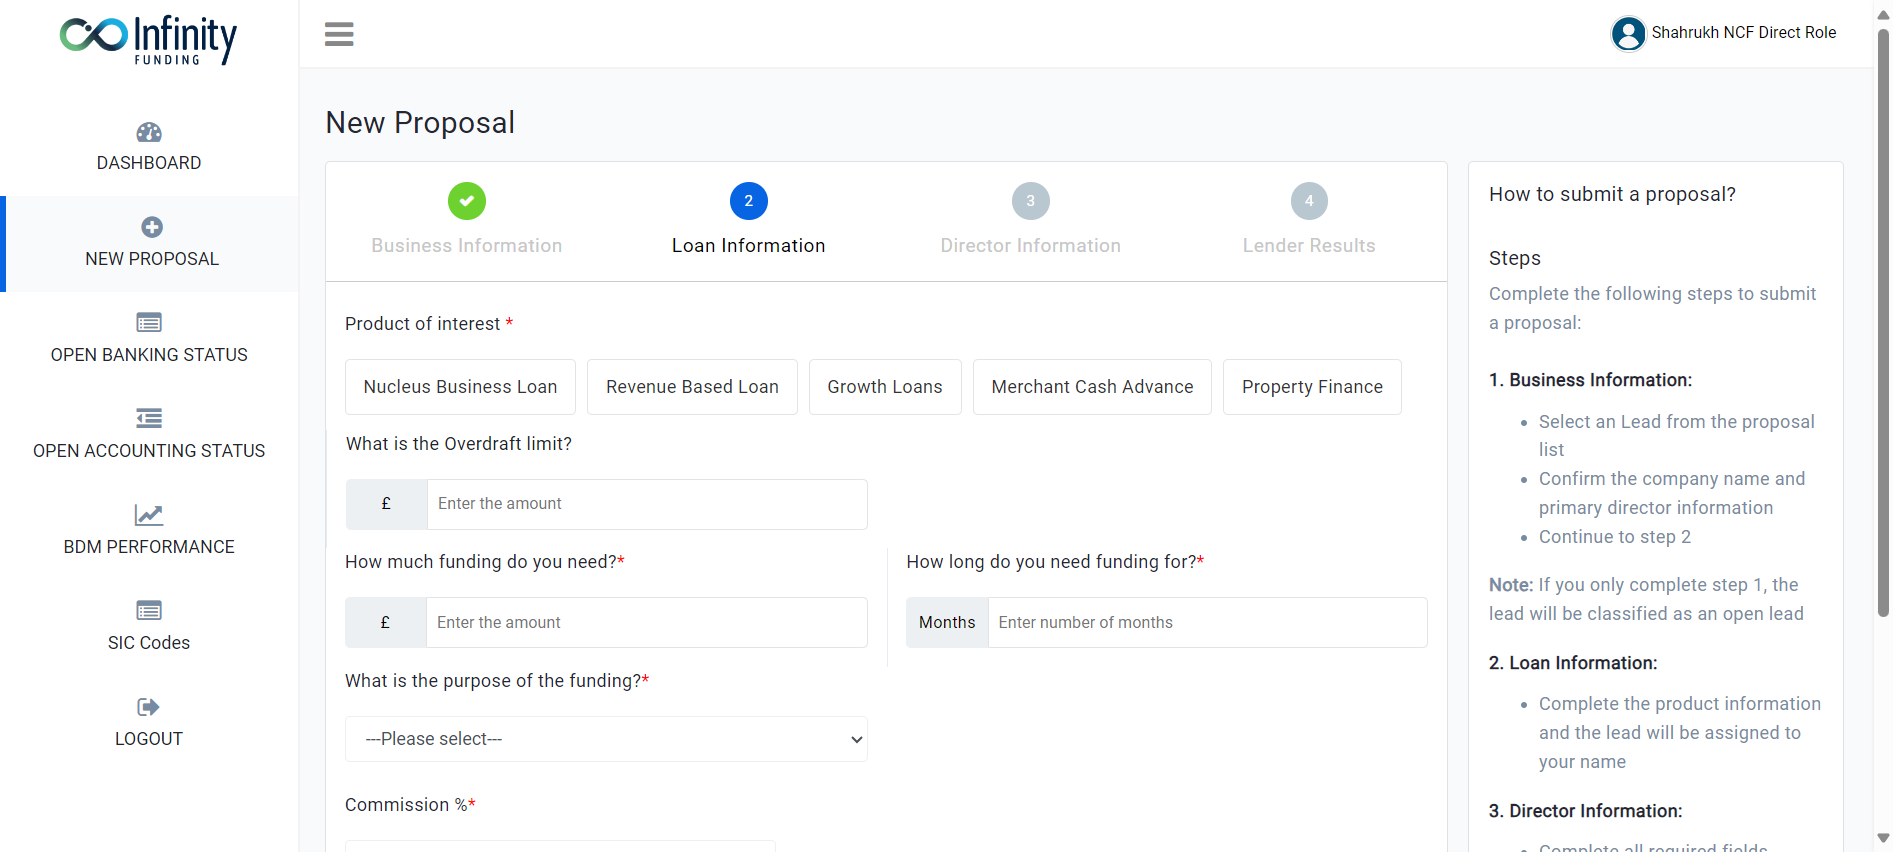 Infinity
FUNDING
Shahrukh NCF Direct Role
DASHBOARD
NEW PROPOSAL
OPEN BANKING STATUS
OPEN ACCOUNTING STATUS
BDM PERFORMANCE
SIC Codes
LOGOUT
New Proposal
2
3
4
Business Information
Loan Information
Director Information
Lender Results
Product of interest *
Nucleus Business Loan
Revenue Based Loan
Growth Loans
Merchant Cash Advance
Property Finance
What is the Overdraft limit?
£ Enter the amount
How much funding do you need?*
£ Enter the amount
How long do you need funding for?*
Months Enter number of months
What is the purpose of the funding?*
---Please select---
Commission %*
How to submit a proposal?
Steps
Complete the following steps to submit
a proposal:
1. Business Information:
Select an Lead from the proposal
list
Confirm the company name and
primary director information
Continue to step 2
Note: If you only complete step 1, the
lead will be classified as an open lead
2. Loan Information:
Complete the product information
and the lead will be assigned to
your name
3. Director Information:
Complete all required fields